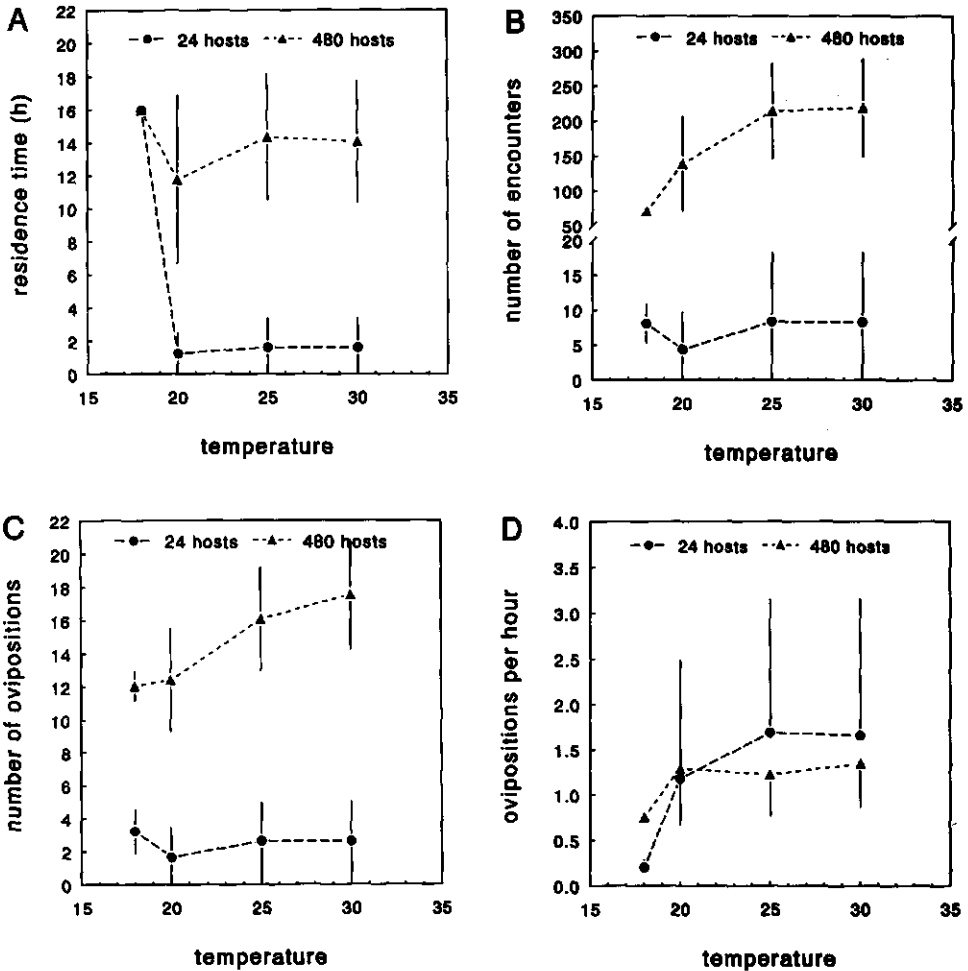 A
22
20
18
16
14
12
10
8
6
4
2
0
24 hosts 480 hosts
residence time (h)
15 20 25 30 35
temperature
B
350
300
250
200
150
100
50
20
15
10
5
0
24 hosts 480 hosts
number of encounters
15 20 25 30 35
temperature
C
22
20
18
16
14
12
10
8
6
4
2
0
24 hosts 480 hosts
number of ovipositions
15 20 25 30 35
temperature
D
4.0
3.5
3.0
2.5
2.0
1.5
1.0
0.5
0.0
24 hosts 480 hosts
ovipositions per hour
15 20 25 30 35
temperature